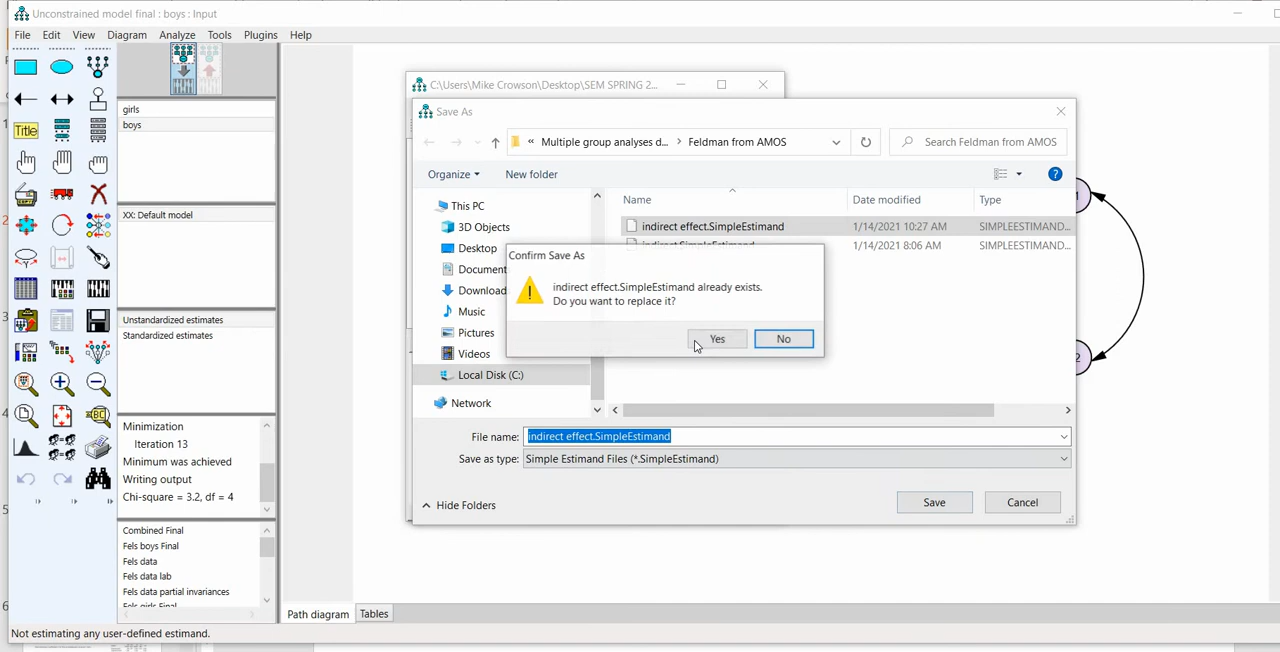 Unconstrained model final : boys : Input
File Edit View Diagram Analyze Tools Plugins Help
girls
boys
XX: Default model
Unstandardized estimates
Standardized estimates
Minimization
Iteration 13
Minimum was achieved
Writing output
Chi-square = 3.2, df = 4
Combined Final
Fels boys Final
Fels data
Fels data lab
Fels data partial invariances
Fels girls Final
Title
Path diagram Tables
Not estimating any user-defined estimand.
C:\Users\Mike Crowson\Desktop\SEM SPRING 2...
Save As
« Multiple group analyses d... > Feldman from AMOS
Search Feldman from AMOS
Organize New folder
This PC
3D Objects
Desktop
Document
Download
Music
Pictures
Videos
Local Disk (C:)
Network
Name Date modified Type
indirect effect.SimpleEstimand 1/14/2021 10:27 AM SIMPLEESTIMAND...
indirect.SimpleEstimand 1/14/2021 8:06 AM SIMPLEESTIMAND...
Confirm Save As
indirect effect.SimpleEstimand already exists.
Do you want to replace it?
Yes No
File name: indirect effect.SimpleEstimand
Save as type: Simple Estimand Files (*.SimpleEstimand)
Hide Folders
Save Cancel